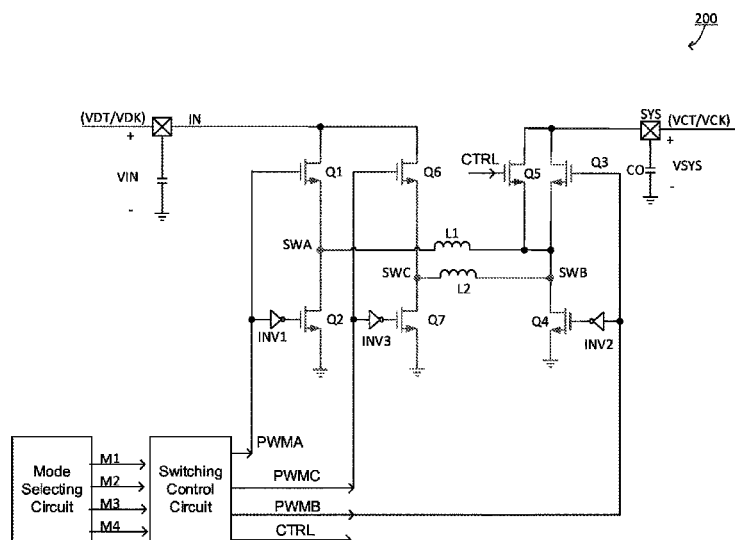 200
(VDT/VDK)
IN
SYS
(VCT/VCK)
+
VIN
-
Q1
Q6
CTRL
Q5
Q3
CO
+
VSYS
-
SWA
L1
SWC
L2
SWB
INV1
Q2
INV3
Q7
Q4
INV2
Mode Selecting Circuit
M1
M2
M3
M4
Switching Control Circuit
PWMA
PWMC
PWMB
CTRL